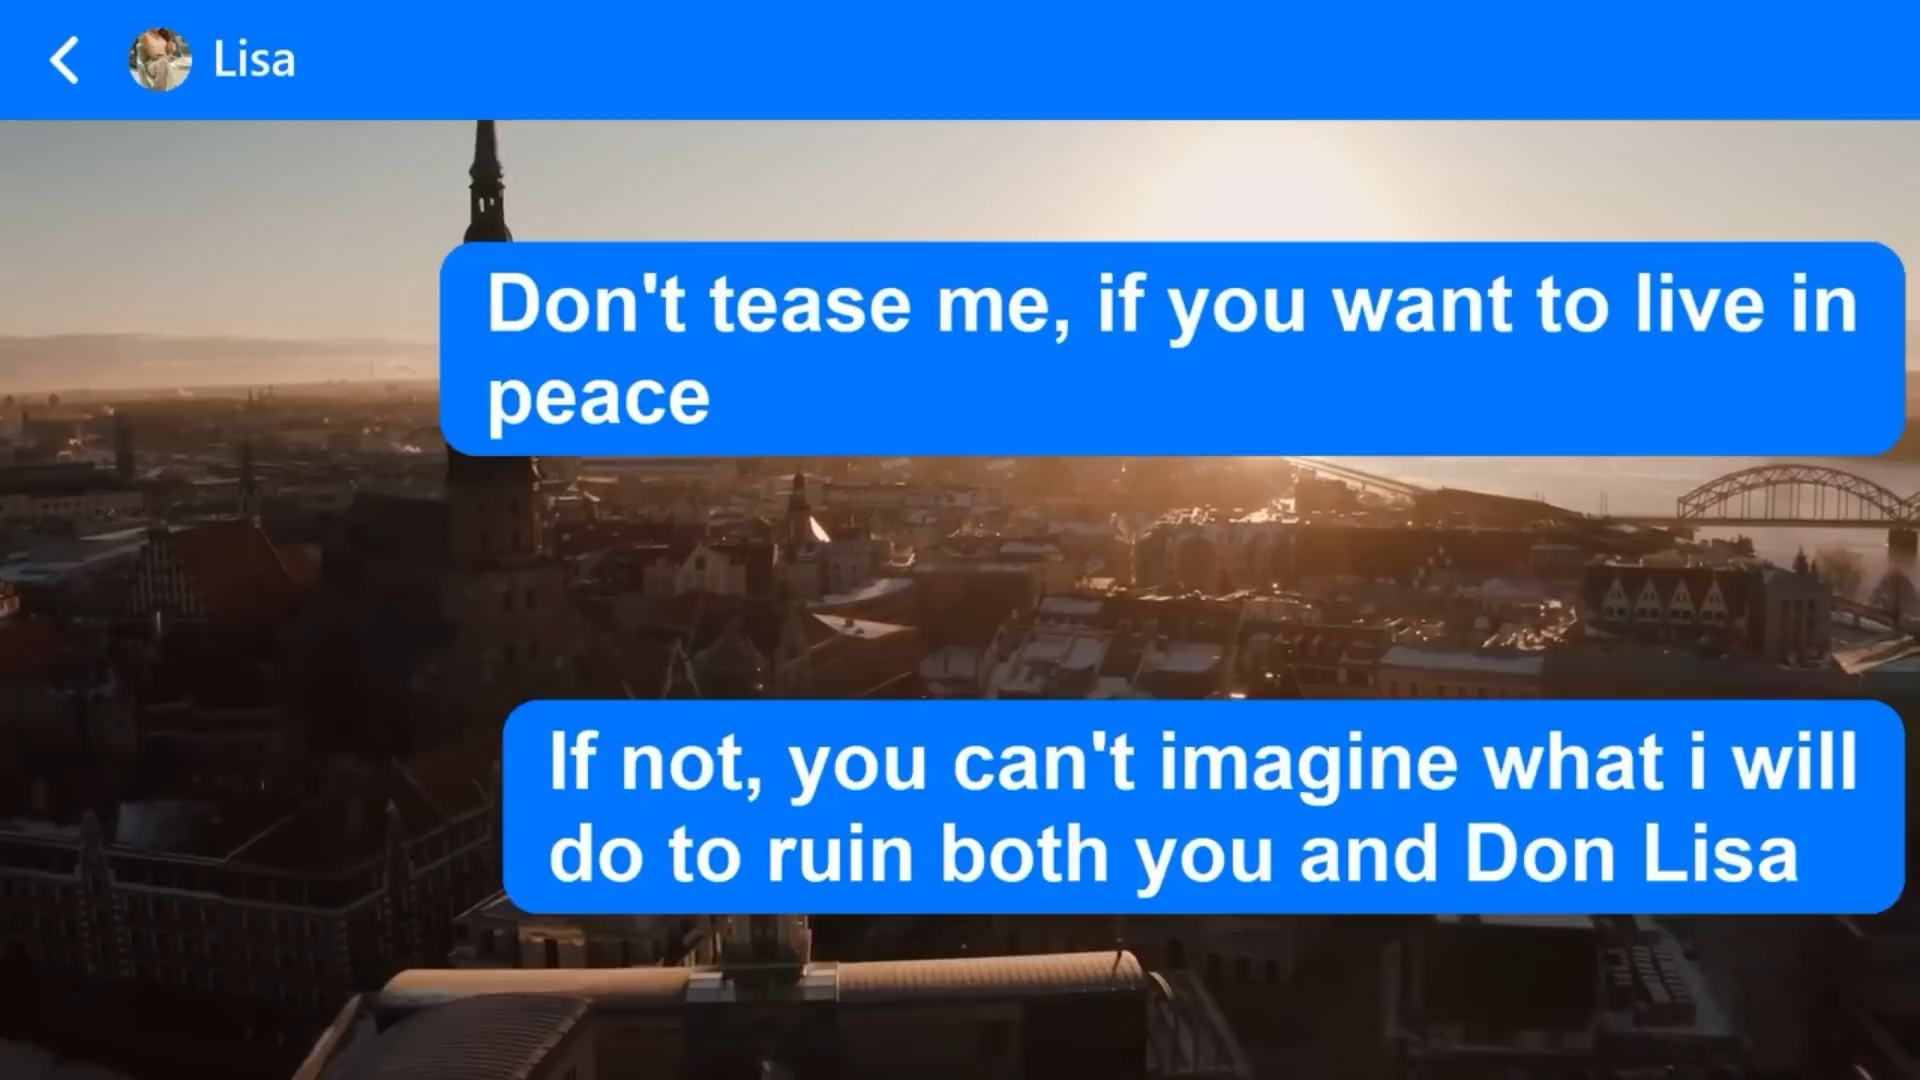 Lisa
Don't tease me, if you want to live in
peace
If not, you can't imagine what i will
do to ruin both you and Don Lisa